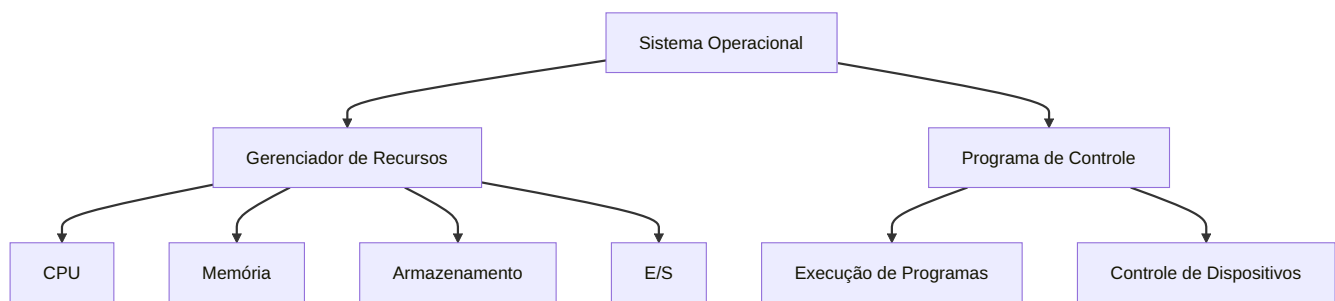 Sistema Operacional
Gerenciador de Recursos
Programa de Controle
CPU
Memória
Armazenamento
E/S
Execução de Programas
Controle de Dispositivos